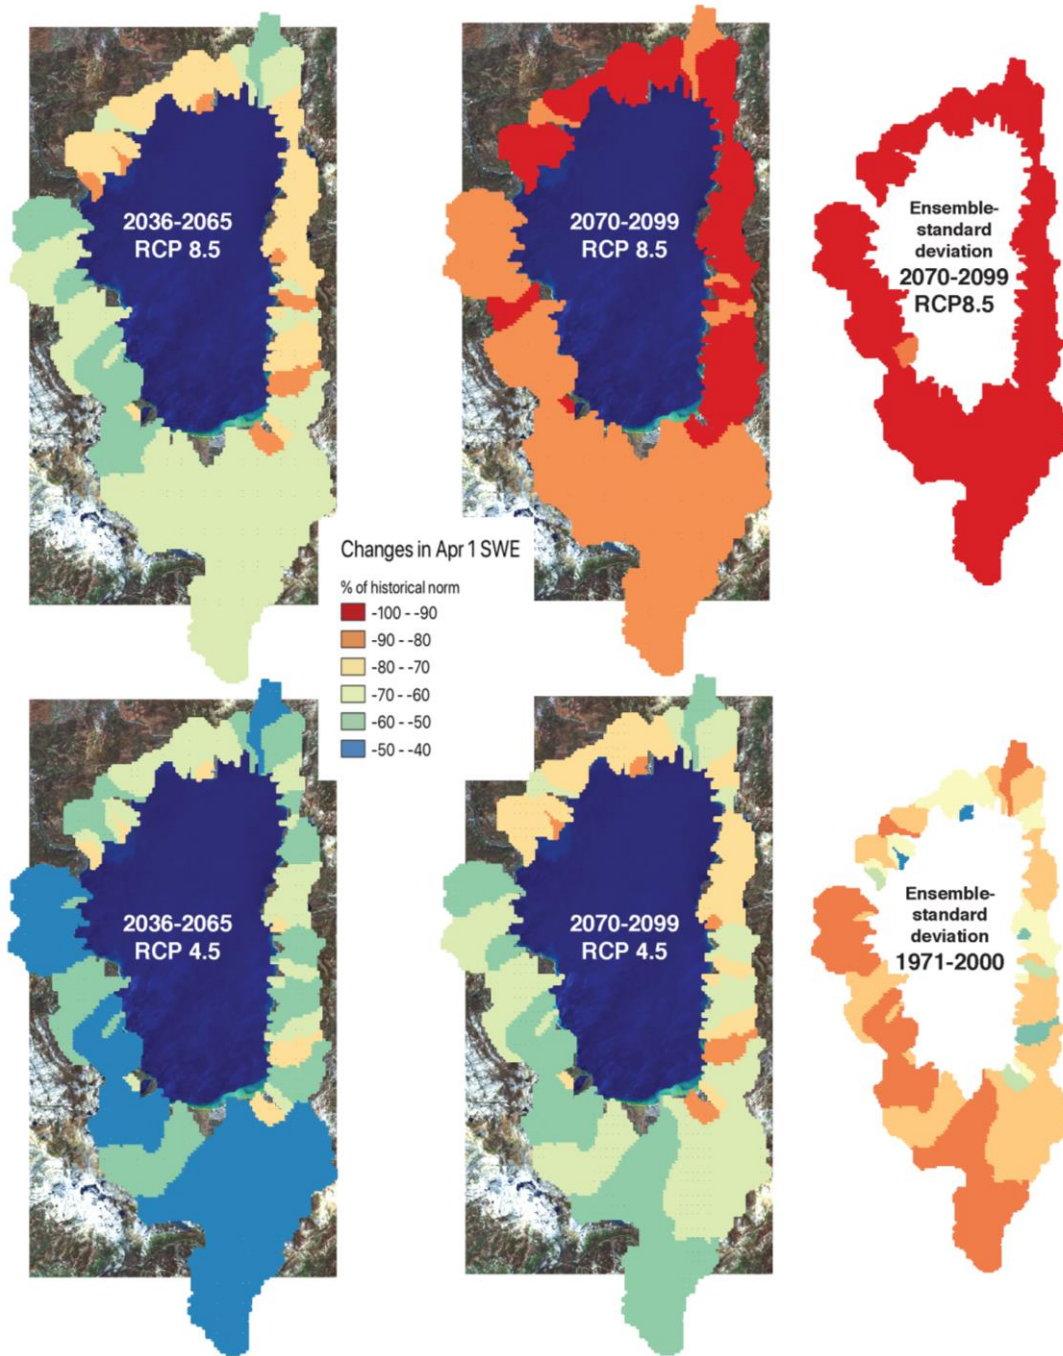 2036-2065
RCP 8.5
2070-2099
RCP 8.5
Ensemble-
standard
deviation
2070-2099
RCP8.5
Changes in Apr 1 SWE
% of historical norm
-100 - -90
-90 - -80
-80 - -70
-70 - -60
-60 - -50
-50 - -40
2036-2065
RCP 4.5
2070-2099
RCP 4.5
Ensemble-
standard
deviation
1971-2000